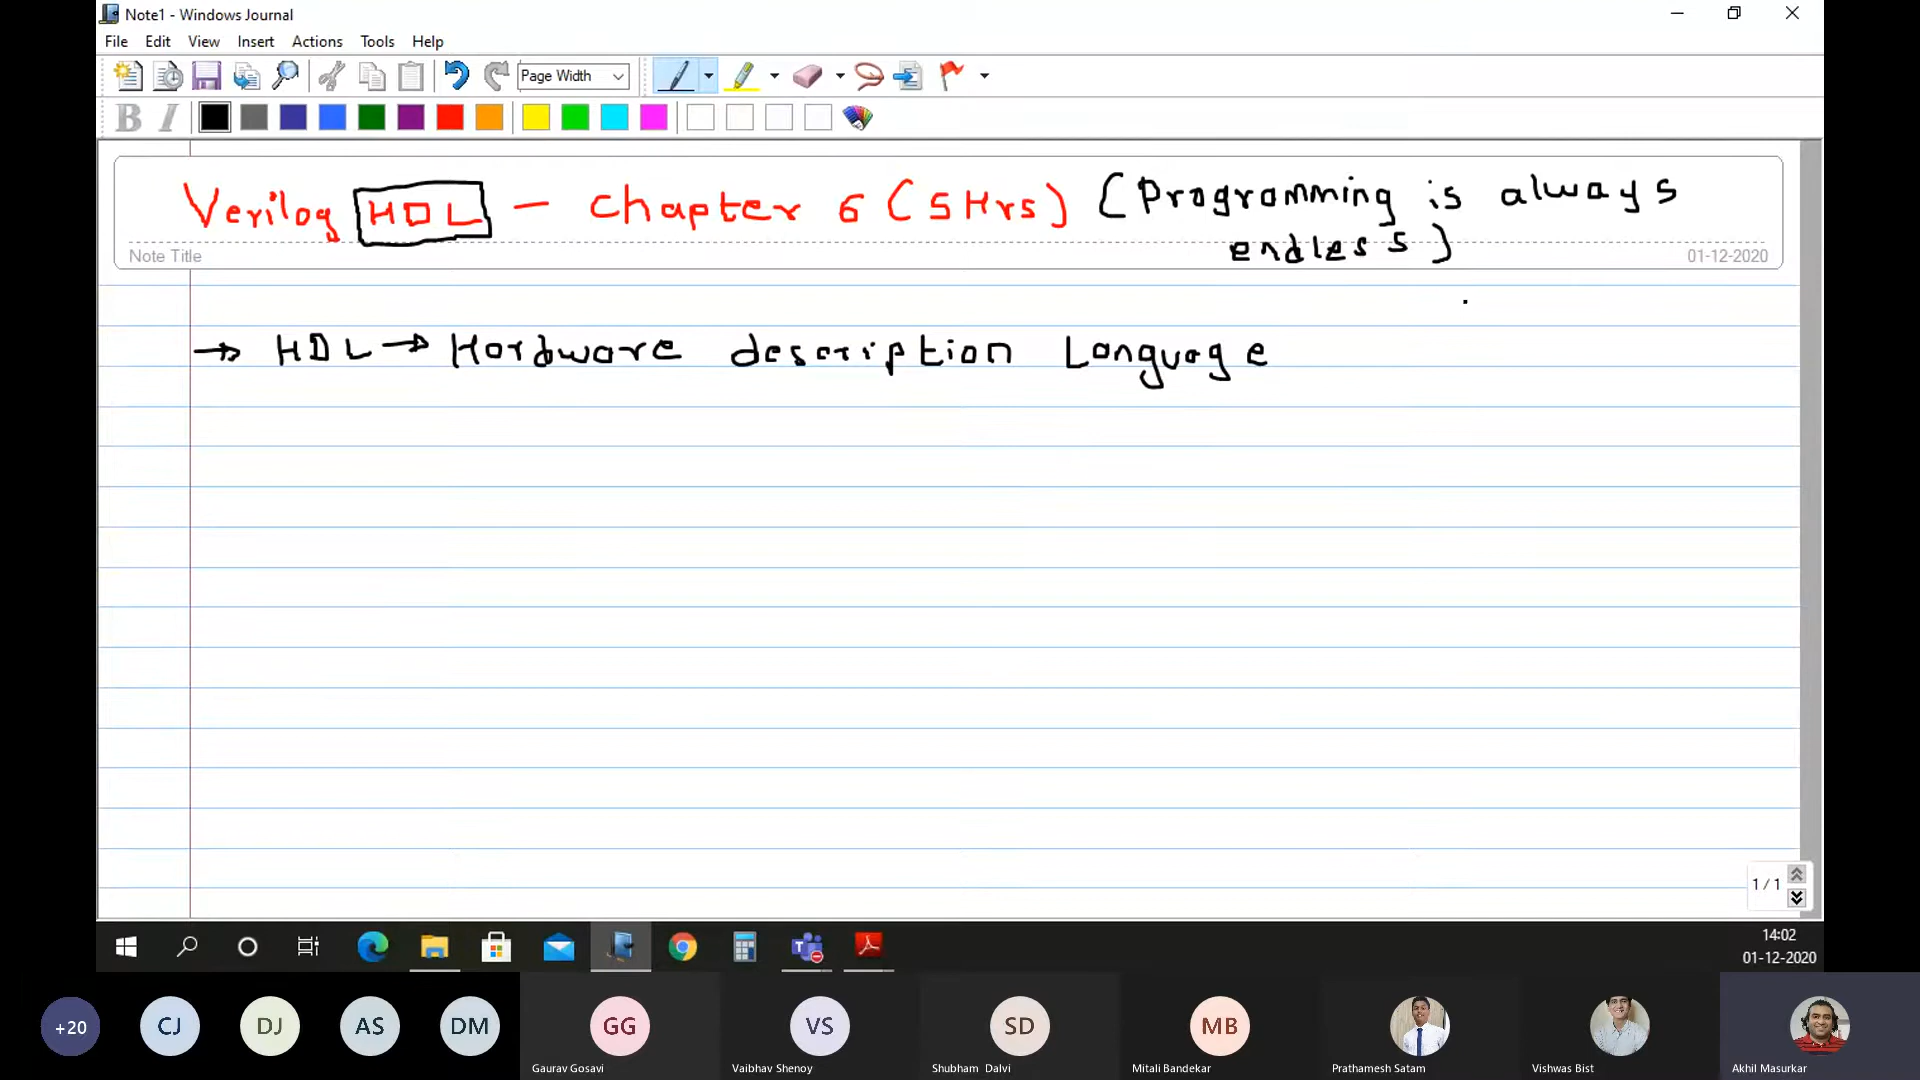 Note1 - Windows Journal
File Edit View Insert Actions Tools Help
Page Width
B I
Verilog HDL - Chapter 6 (5Hrs) (Programming is always
endless)
Note Title
01-12-2020
→ HDL → Hardware description Language
1 / 1
14:02
01-12-2020
+20 CJ DJ AS DM GG VS SD MB
Gaurav Gosavi Vaibhav Shenoy Shubham Dalvi Mitali Bandekar Prathamesh Satam Vishwas Bist Akhil Masurkar